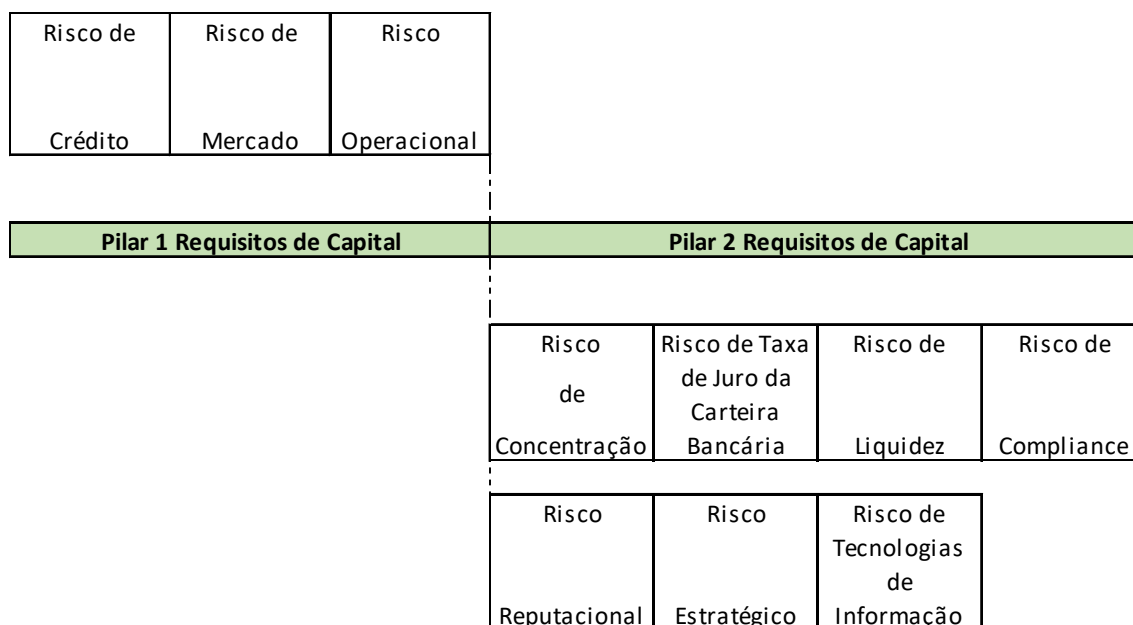 Risco de
Crédito
Risco de
Mercado
Risco
Operacional
Pilar 1 Requisitos de Capital
Pilar 2 Requisitos de Capital
Risco
de
Concentração
Risco de Taxa
de Juro da
Carteira
Bancária
Risco de
Liquidez
Risco de
Compliance
Risco
Reputacional
Risco
Estratégico
Risco de
Tecnologias
de
Informação